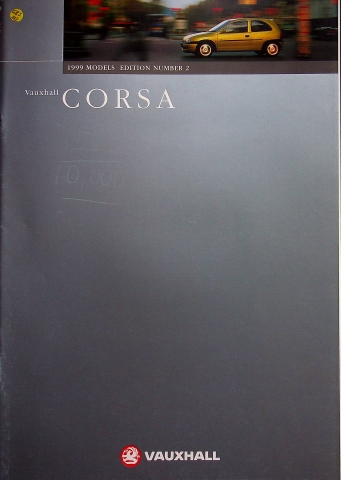 1999 MODELS EDITION NUMBER 2
Vauxhall CORSA
VAUXHALL